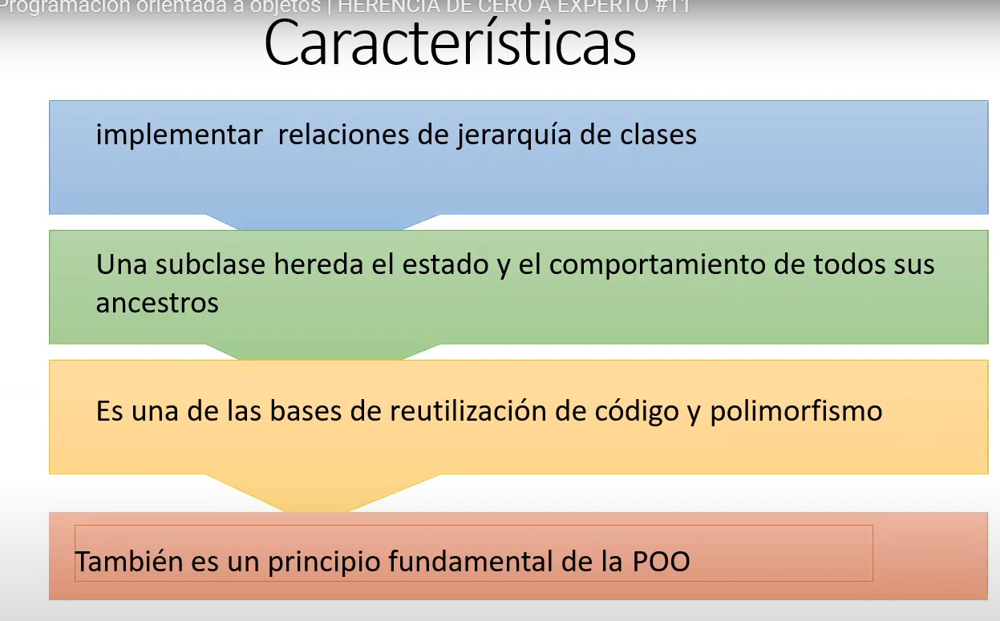 Programación orientada a objetos | HERENCIA DE CERO A EXPERTO #11
Características
implementar  relaciones de jerarquía de clases
Una subclase hereda el estado y el comportamiento de todos sus
ancestros
Es una de las bases de reutilización de código y polimorfismo
También es un principio fundamental de la POO